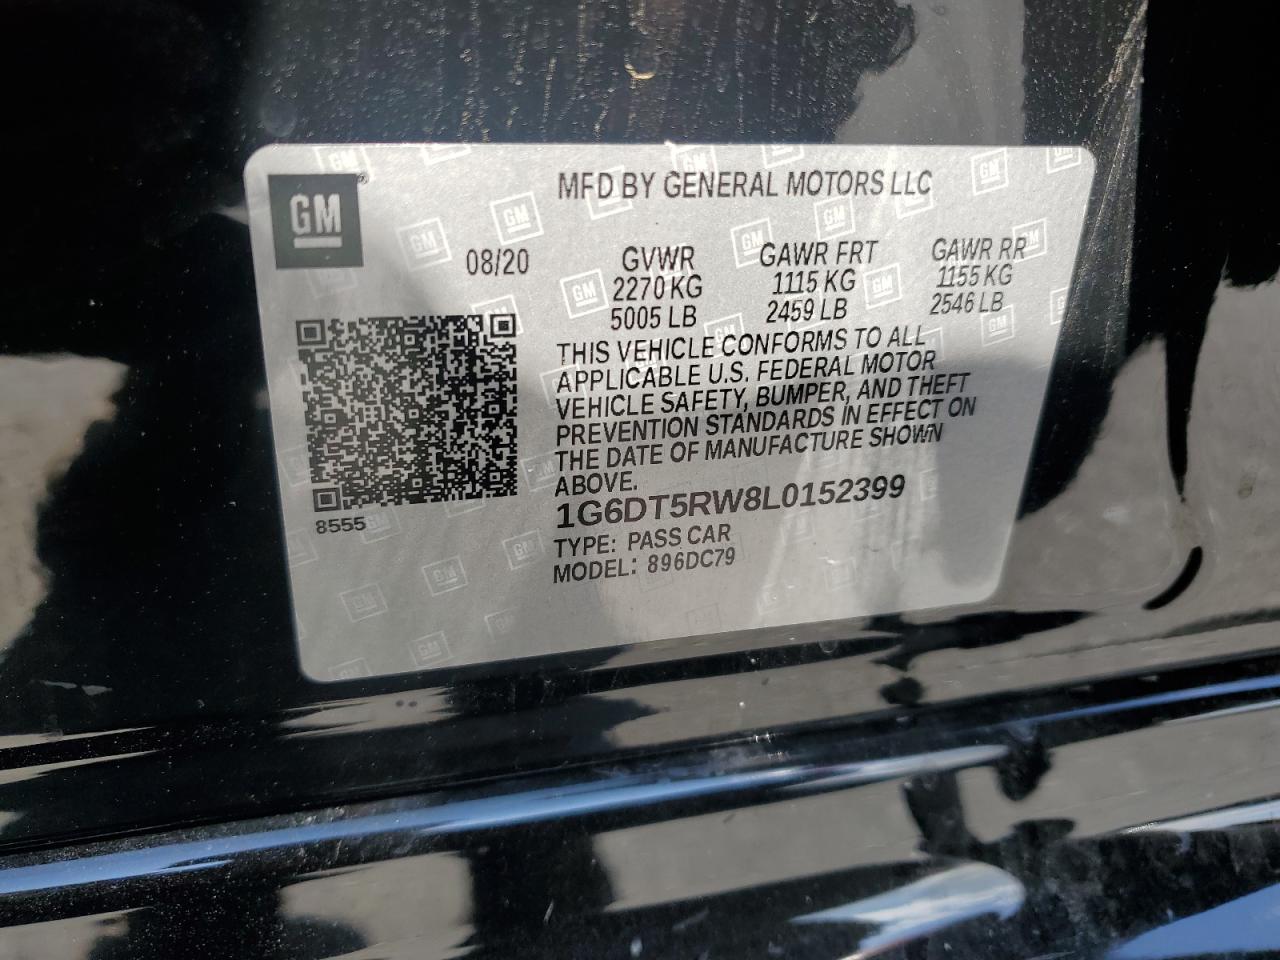 MFD BY GENERAL MOTORS LLC
GM
08/20
GVWR
2270 KG
5005 LB
GAWR FRT
1115 KG
2459 LB
GAWR RR
1155 KG
2546 LB
THIS VEHICLE CONFORMS TO ALL
APPLICABLE U.S. FEDERAL MOTOR
VEHICLE SAFETY, BUMPER, AND THEFT
PREVENTION STANDARDS IN EFFECT ON
THE DATE OF MANUFACTURE SHOWN
ABOVE.
8555
1G6DT5RW8L0152399
TYPE: PASS CAR
MODEL: 896DC79